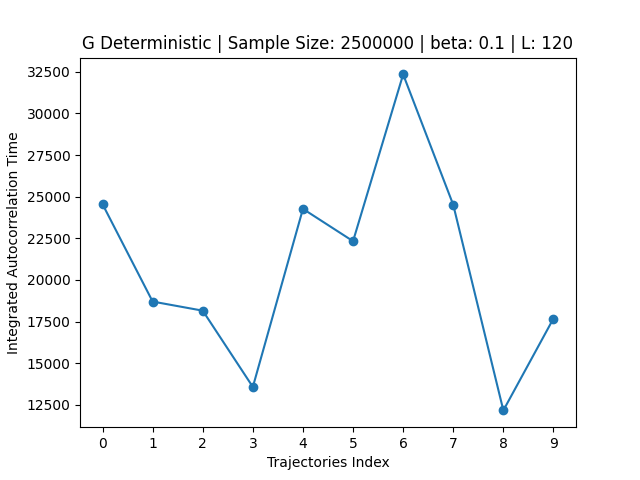 G Deterministic | Sample Size: 2500000 | beta: 0.1 | L: 120
32500
30000
27500
25000
22500
20000
17500
15000
12500
Integrated Autocorrelation Time
0 1 2 3 4 5 6 7 8 9
Trajectories Index